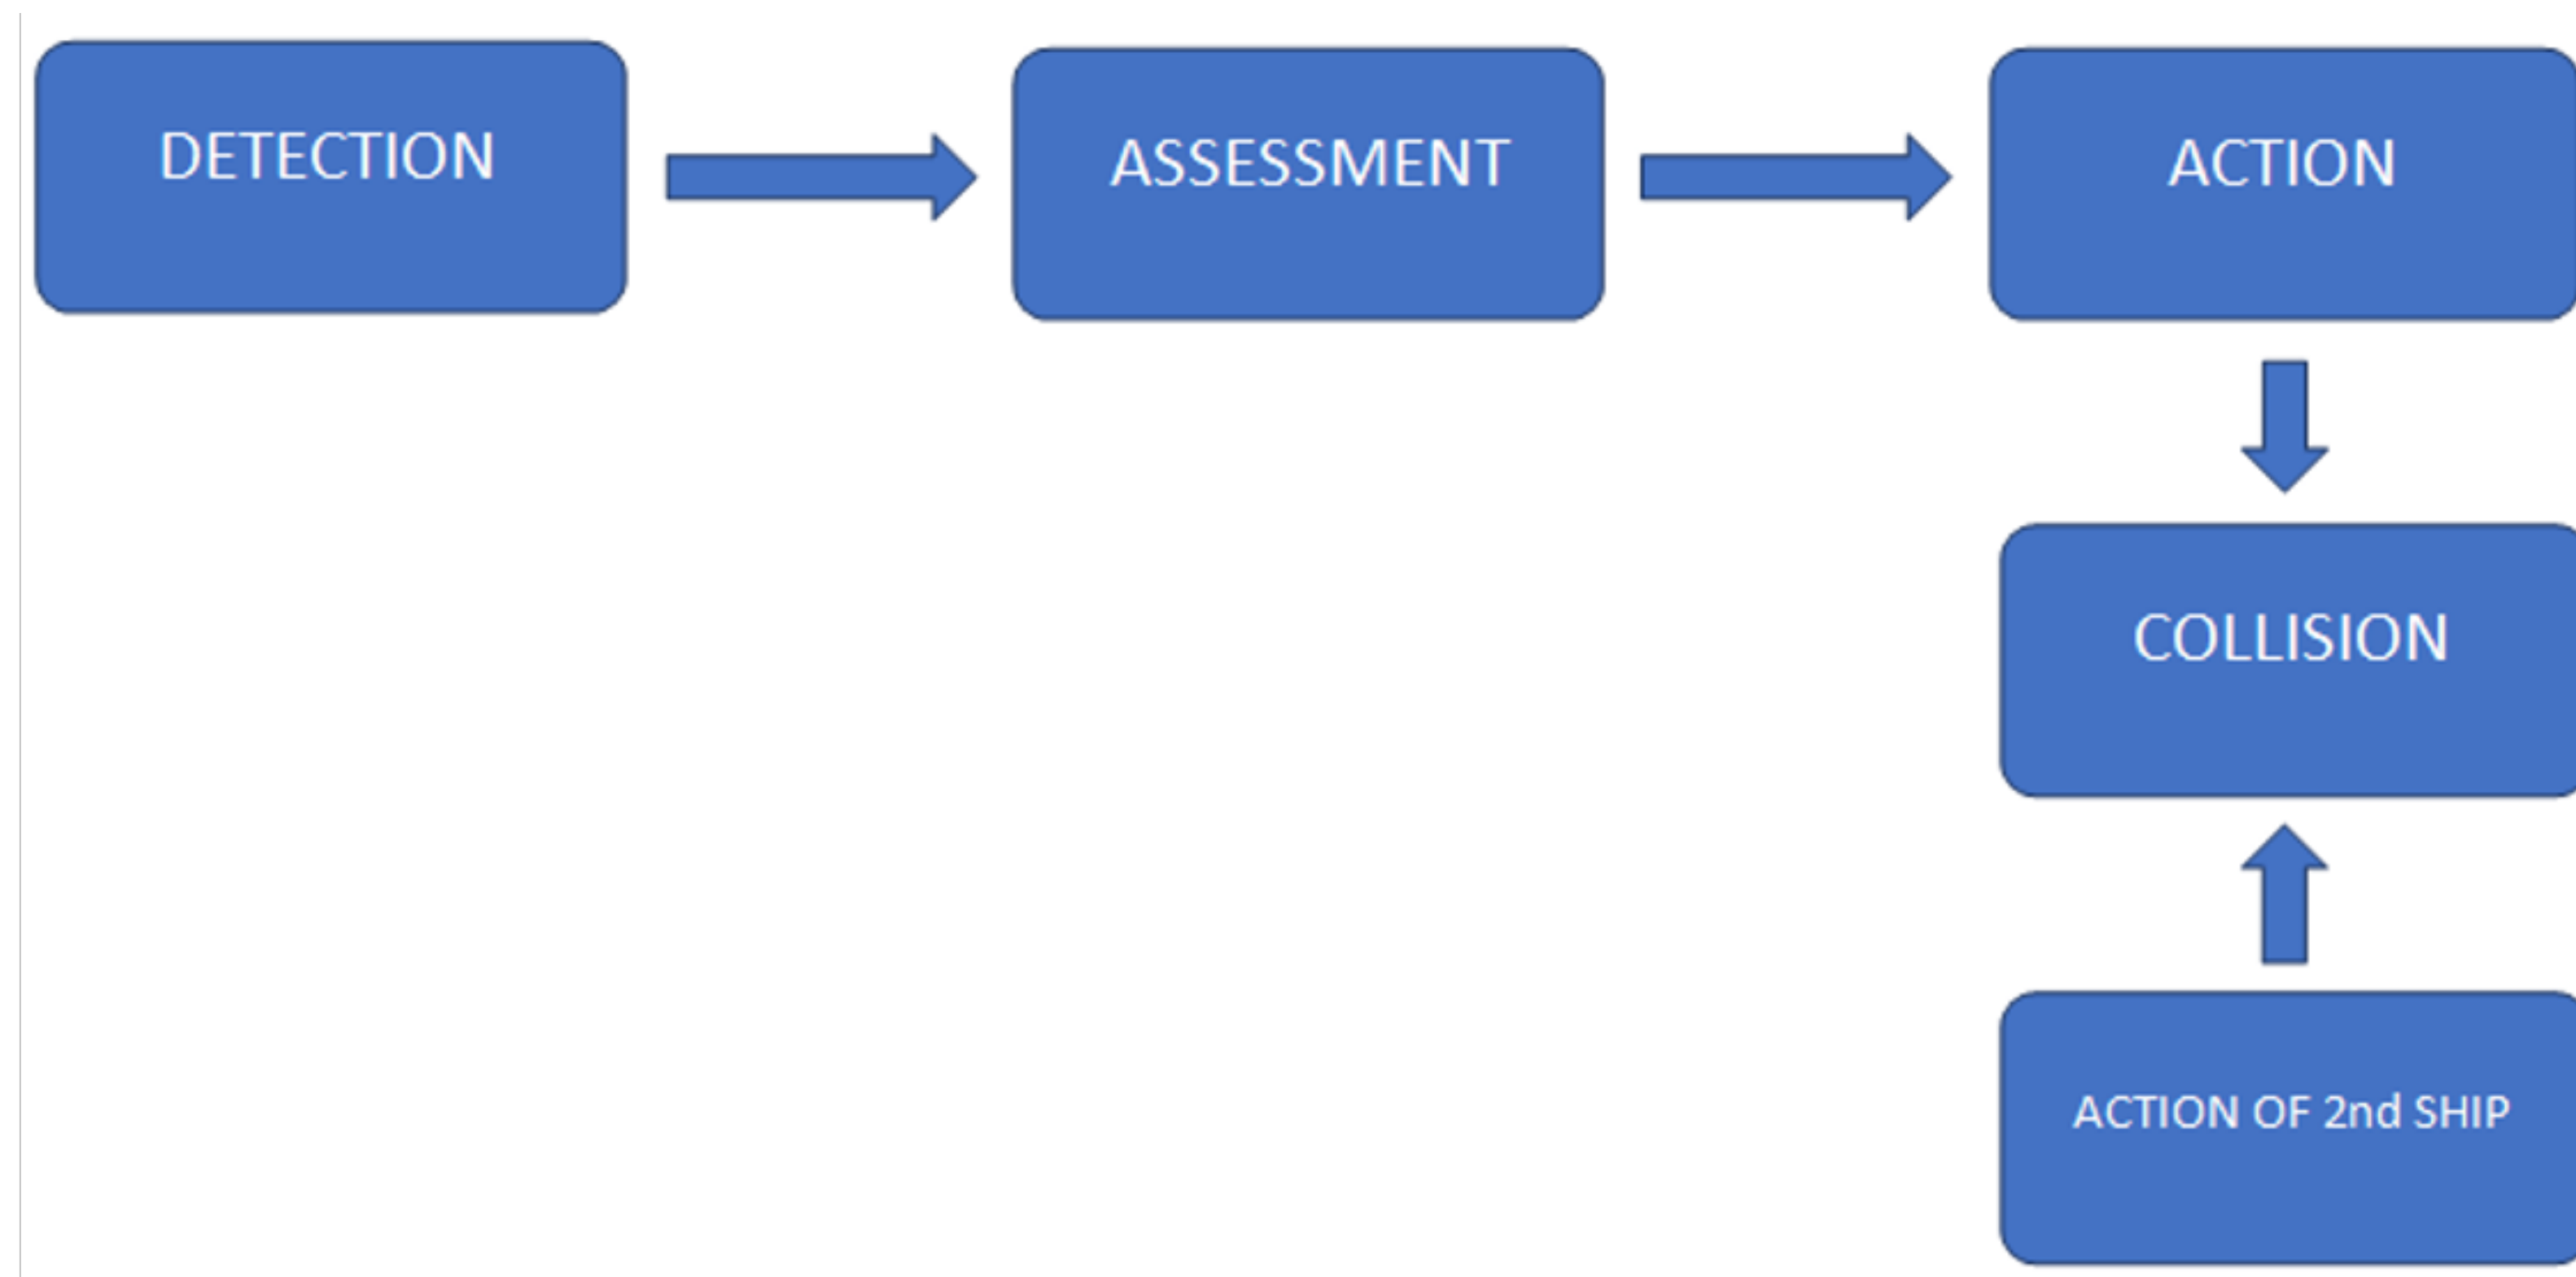 DETECTION
ASSESSMENT
ACTION
COLLISION
ACTION OF 2nd SHIP